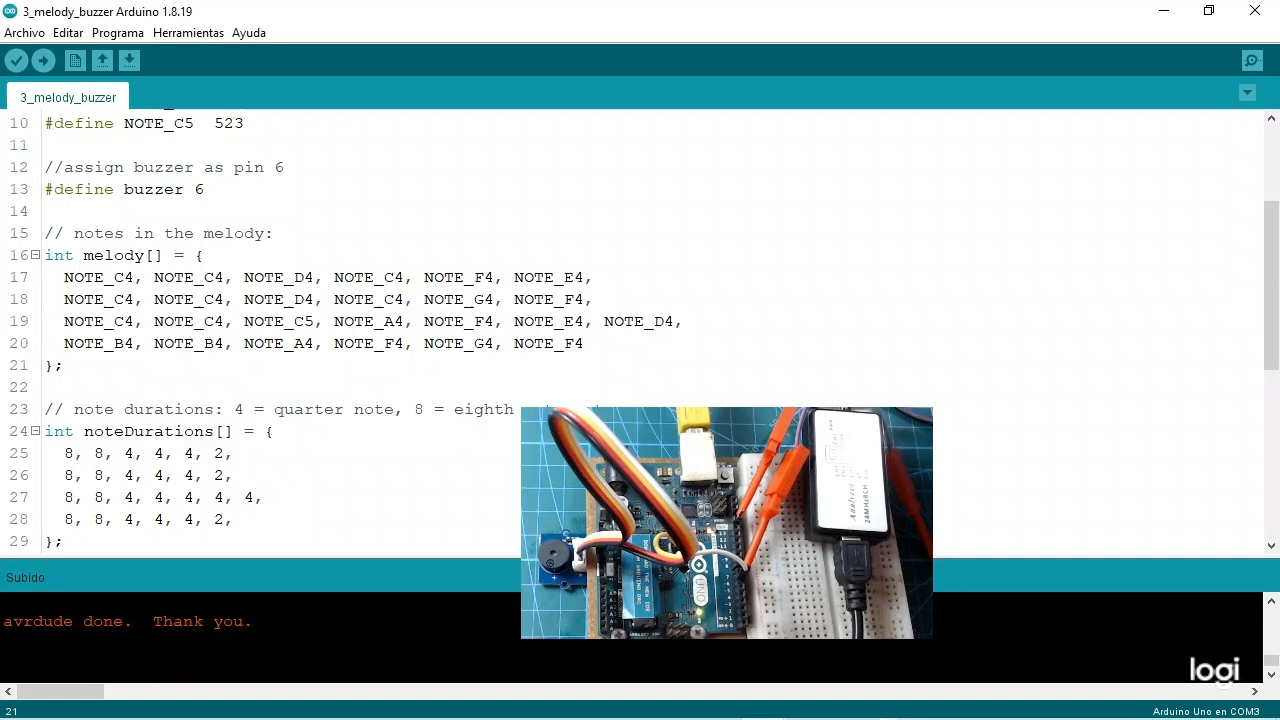 3_melody_buzzer Arduino 1.8.19
Archivo Editar Programa Herramientas Ayuda
3_melody_buzzer
10 #define NOTE_C5 523
11
12 //assign buzzer as pin 6
13 #define buzzer 6
14
15 // notes in the melody:
16 int melody[] = {
17 NOTE_C4, NOTE_C4, NOTE_D4, NOTE_C4, NOTE_F4, NOTE_E4,
18 NOTE_C4, NOTE_C4, NOTE_D4, NOTE_C4, NOTE_G4, NOTE_F4,
19 NOTE_C4, NOTE_C4, NOTE_C5, NOTE_A4, NOTE_F4, NOTE_E4, NOTE_D4,
20 NOTE_B4, NOTE_B4, NOTE_A4, NOTE_F4, NOTE_G4, NOTE_F4
21 };
22
23 // note durations: 4 = quarter note, 8 = eighth
24 int noteDurations[] = {
25 8, 8, 4, 4, 4, 2,
26 8, 8, 4, 4, 4, 2,
27 8, 8, 4, 4, 4, 4, 4,
28 8, 8, 4, 4, 4, 2,
29 };
Analyzer
24MHz8CH
UNO
Subido
avrdude done. Thank you.
logi
21
Arduino Uno en COM3